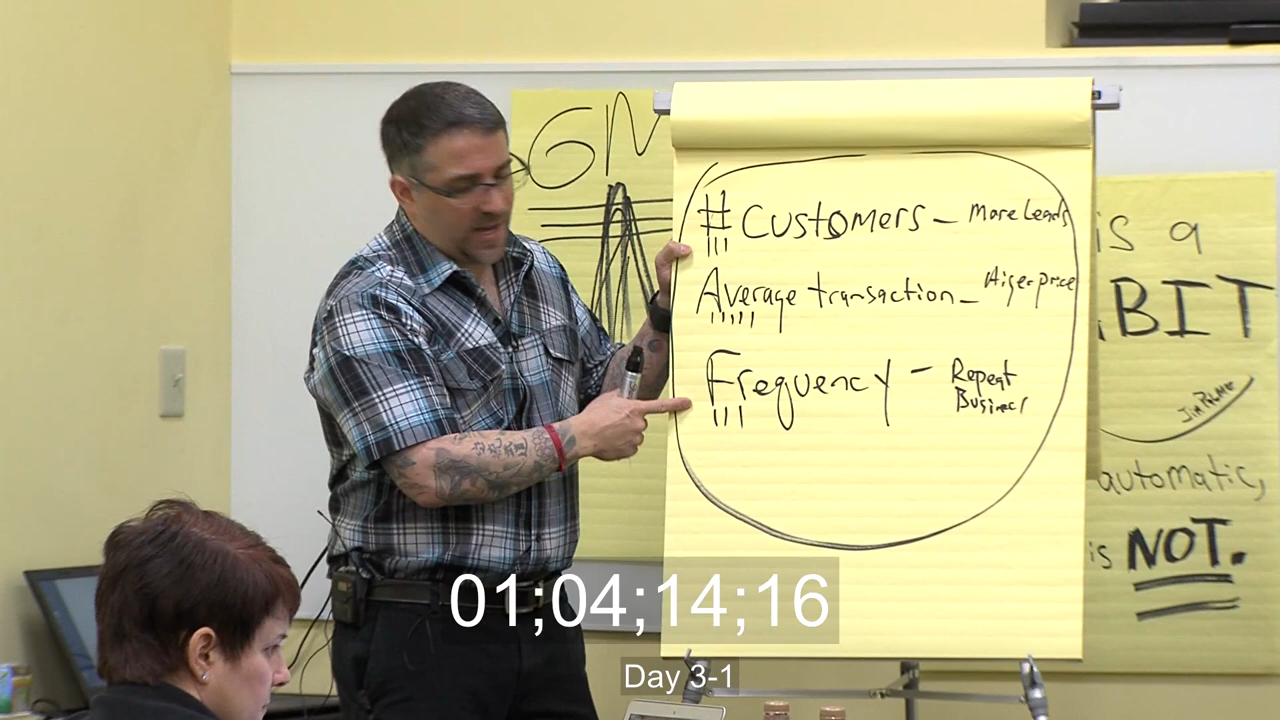 GM
# Customers - More Leads
Average transaction - Higer price
Frequency - Repeat
Business
is a
BIT
automatic,
is NOT.
01;04;14;16
Day 3-1